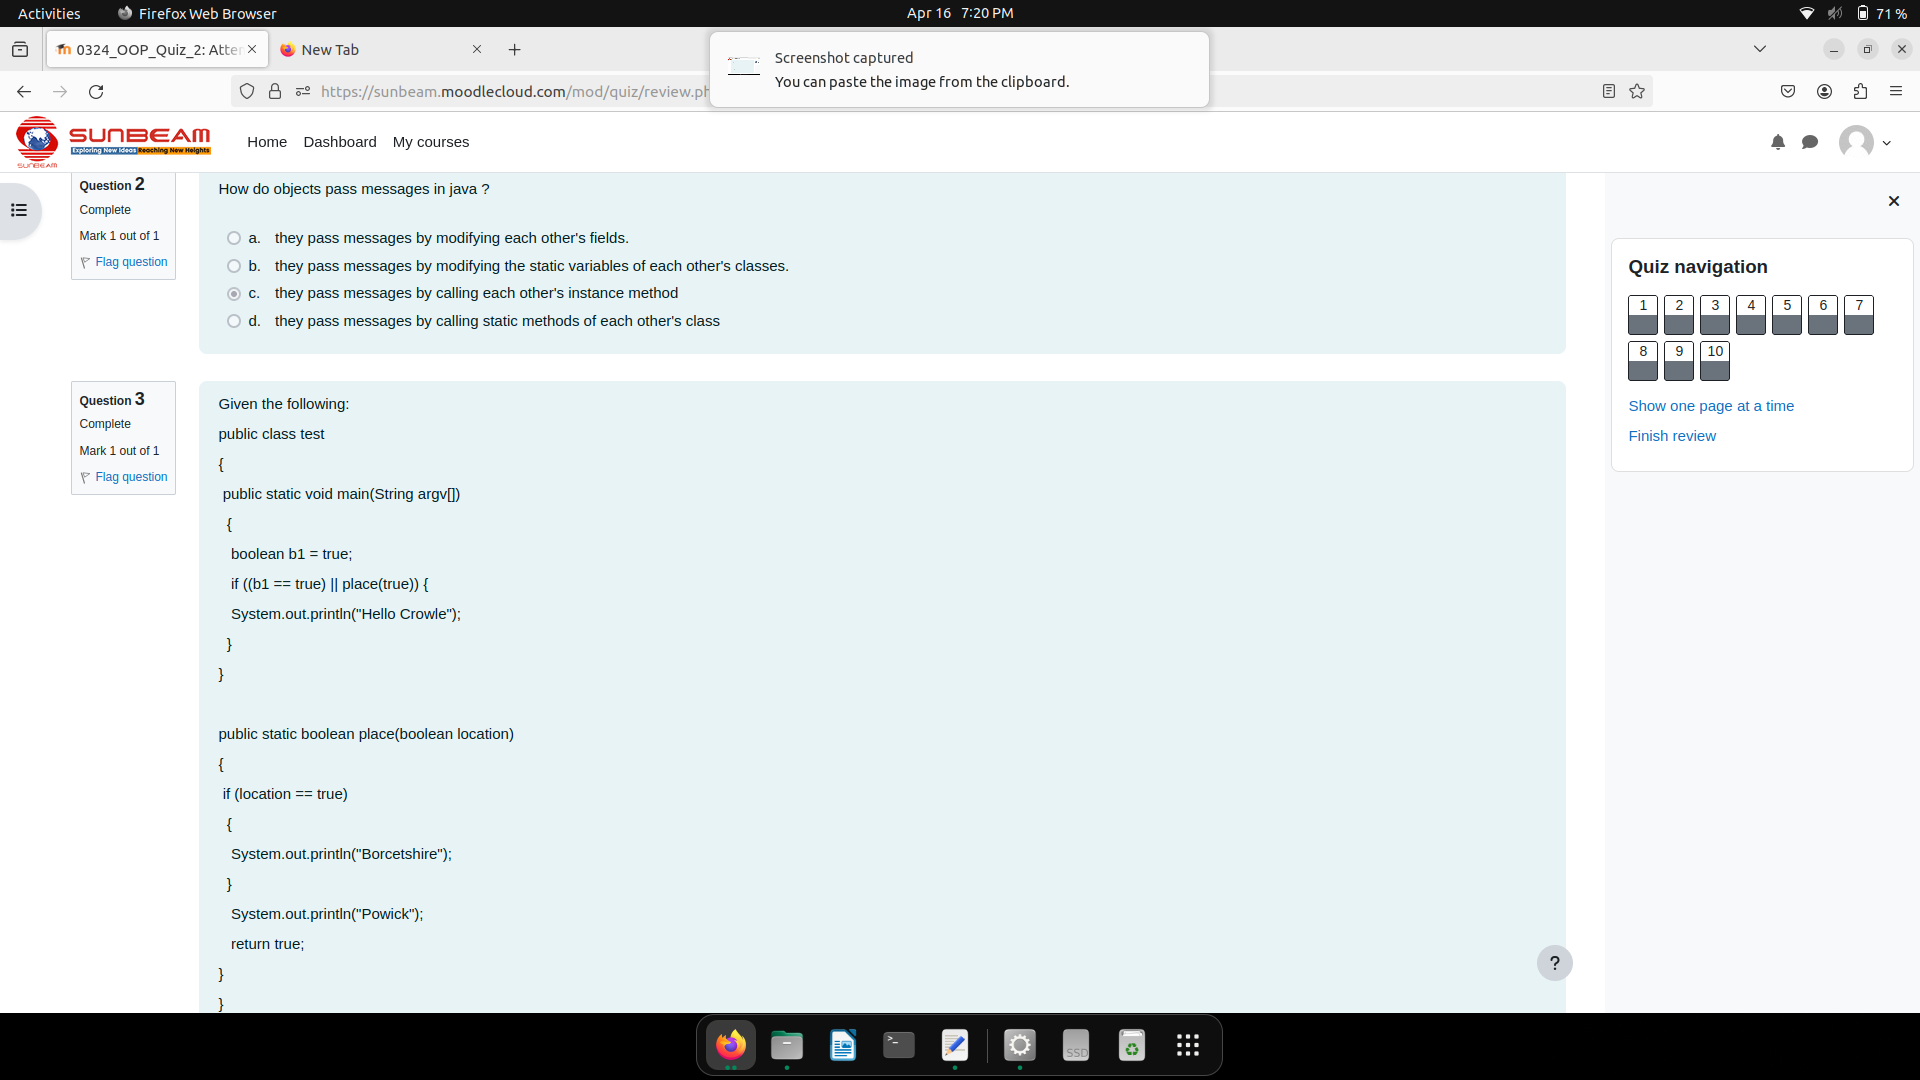 Activities
Firefox Web Browser
Apr 16 7:20 PM
71 %
0324_OOP_Quiz_2: Atte
New Tab
Screenshot captured
You can paste the image from the clipboard.
https://sunbeam.moodlecloud.com/mod/quiz/review.ph
SUNBEAM
Exploring New Ideas Reaching New Heights
SUNBEAM
Home
Dashboard
My courses
Question 2
Complete
Mark 1 out of 1
Flag question
How do objects pass messages in java ?
a. they pass messages by modifying each other's fields.
b. they pass messages by modifying the static variables of each other's classes.
c. they pass messages by calling each other's instance method
d. they pass messages by calling static methods of each other's class
Question 3
Complete
Mark 1 out of 1
Flag question
Given the following:
public class test
{
public static void main(String argv[])
{
boolean b1 = true;
if ((b1 == true) || place(true)) {
System.out.println("Hello Crowle");
}
}
public static boolean place(boolean location)
{
if (location == true)
{
System.out.println("Borcetshire");
}
System.out.println("Powick");
return true;
}
}
Quiz navigation
1 2 3 4 5 6 7
8 9 10
Show one page at a time
Finish review
?
>_
SSD